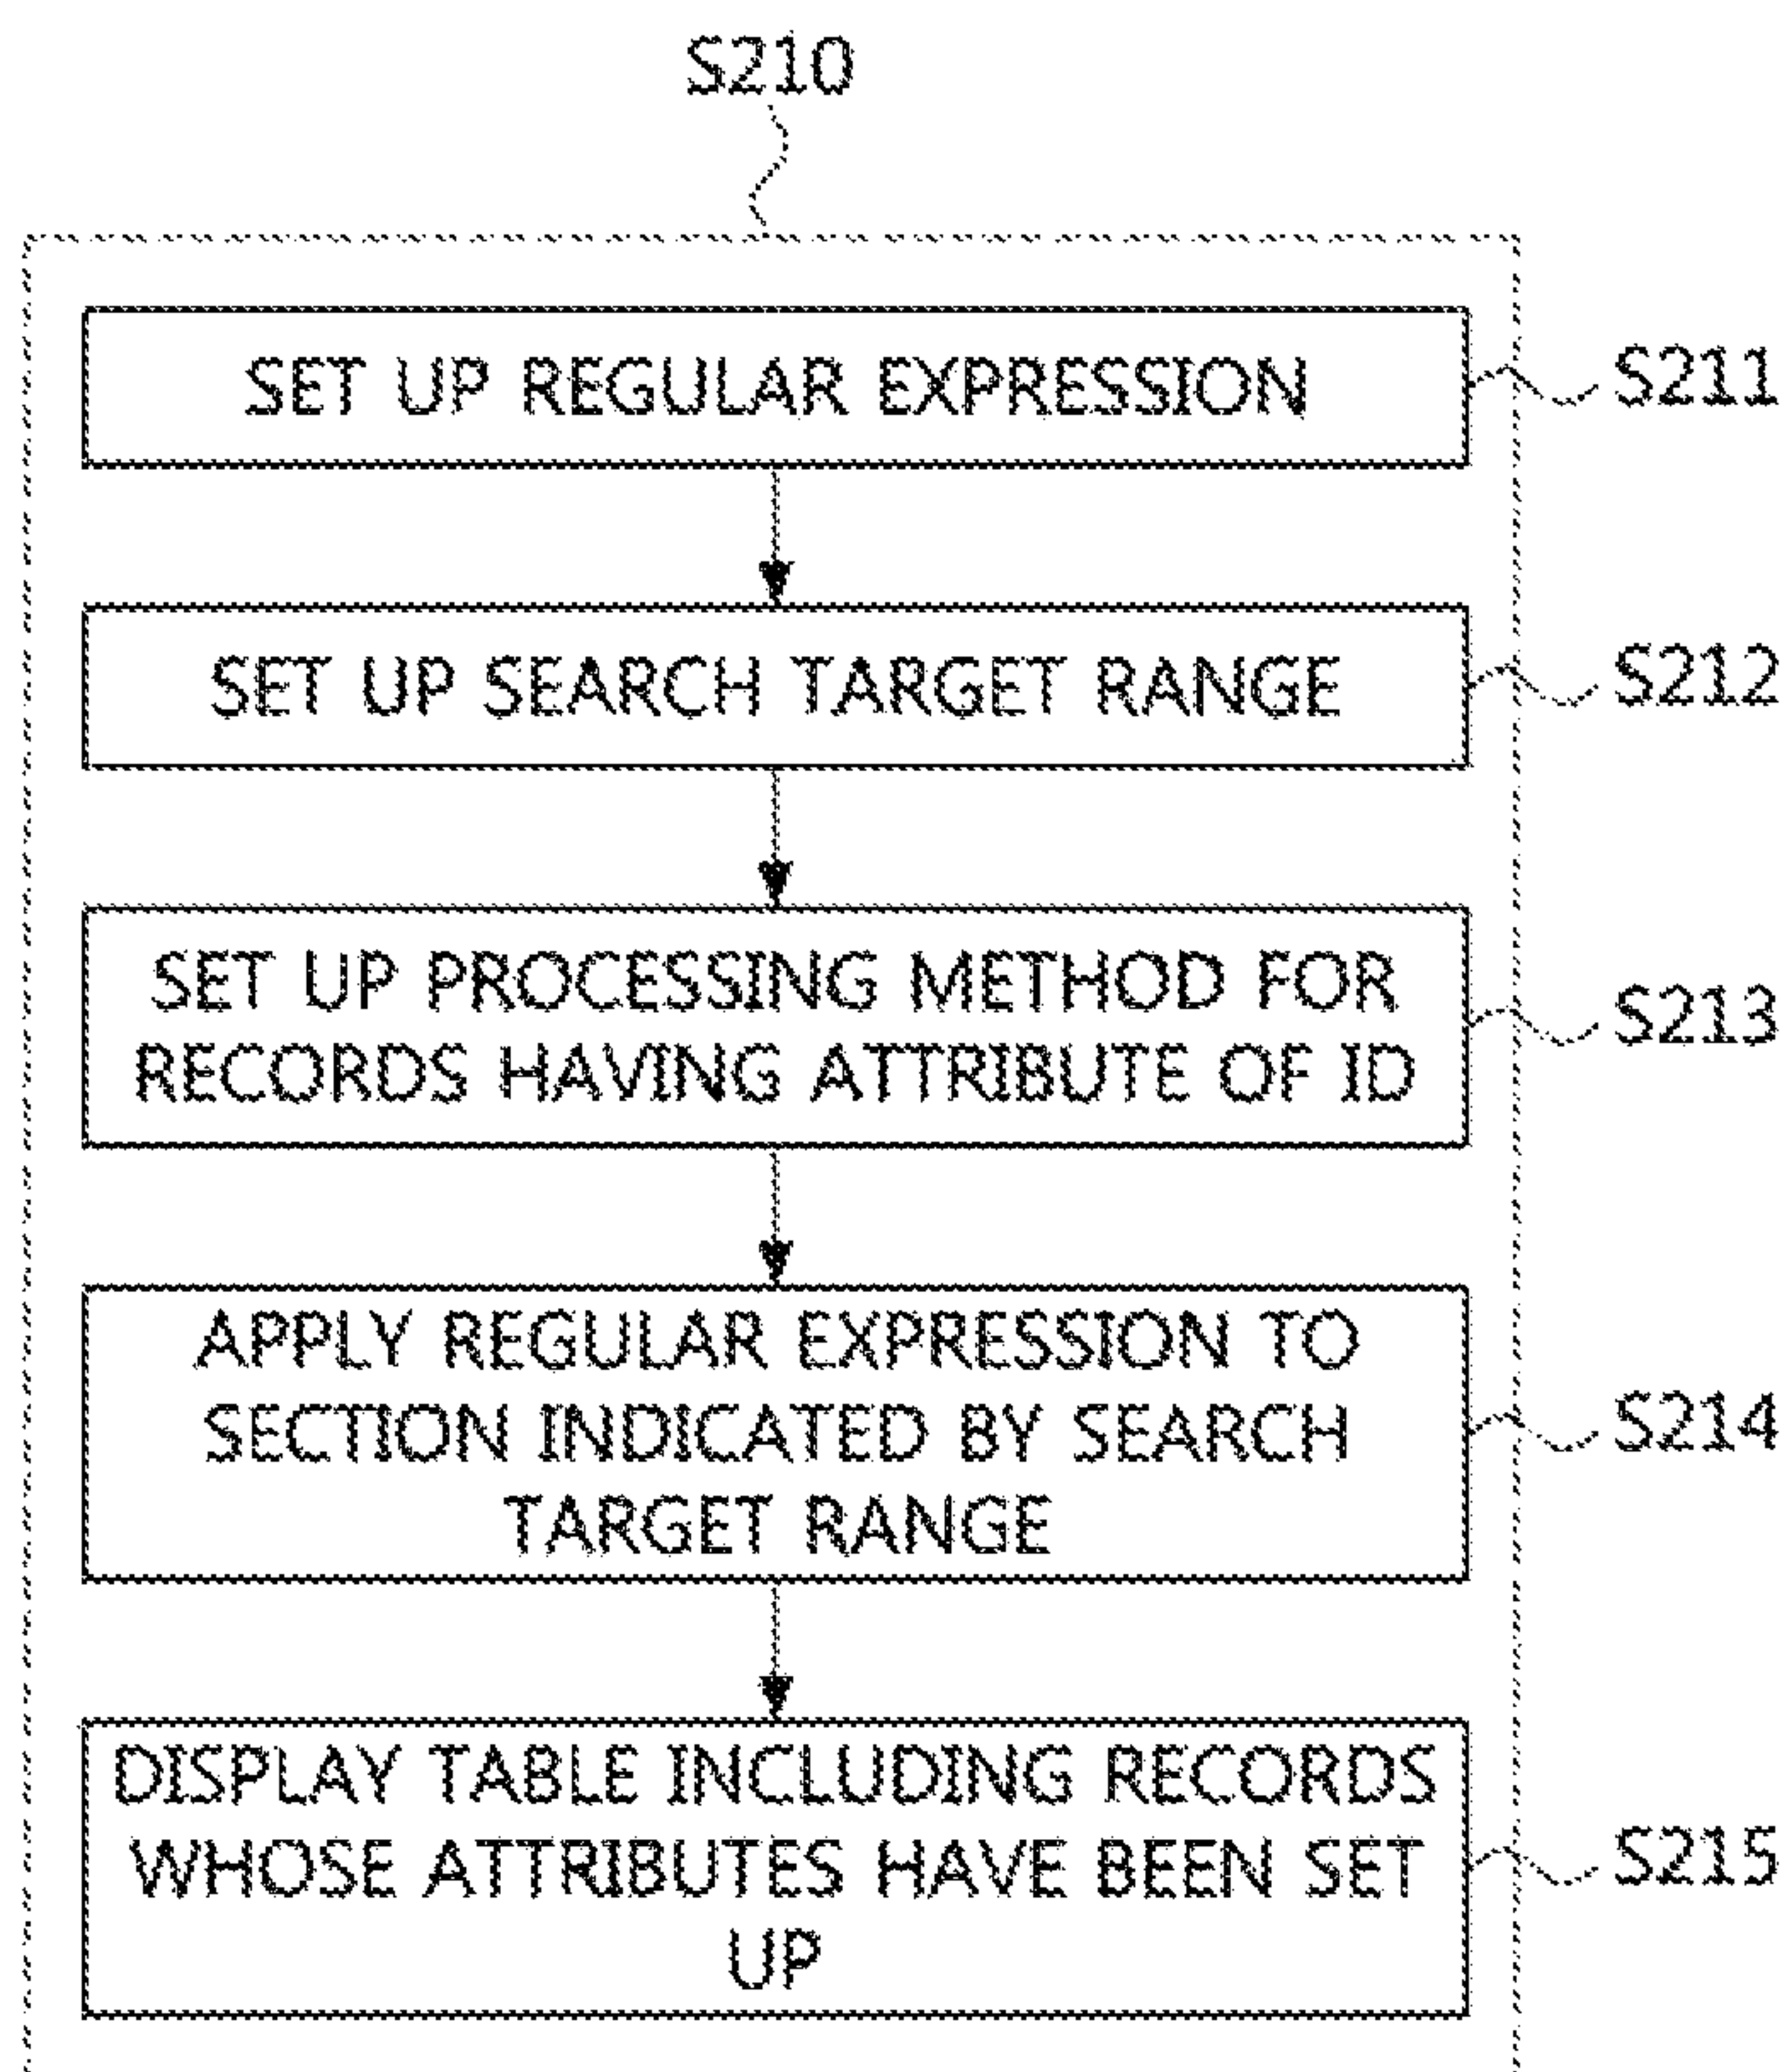 S210
SET UP REGULAR EXPRESSION
S211
SET UP SEARCH TARGET RANGE
S212
SET UP PROCESSING METHOD FOR
RECORDS HAVING ATTRIBUTE OF ID
S213
APPLY REGULAR EXPRESSION TO
SECTION INDICATED BY SEARCH
TARGET RANGE
S214
DISPLAY TABLE INCLUDING RECORDS
WHOSE ATTRIBUTES HAVE BEEN SET
UP
S215